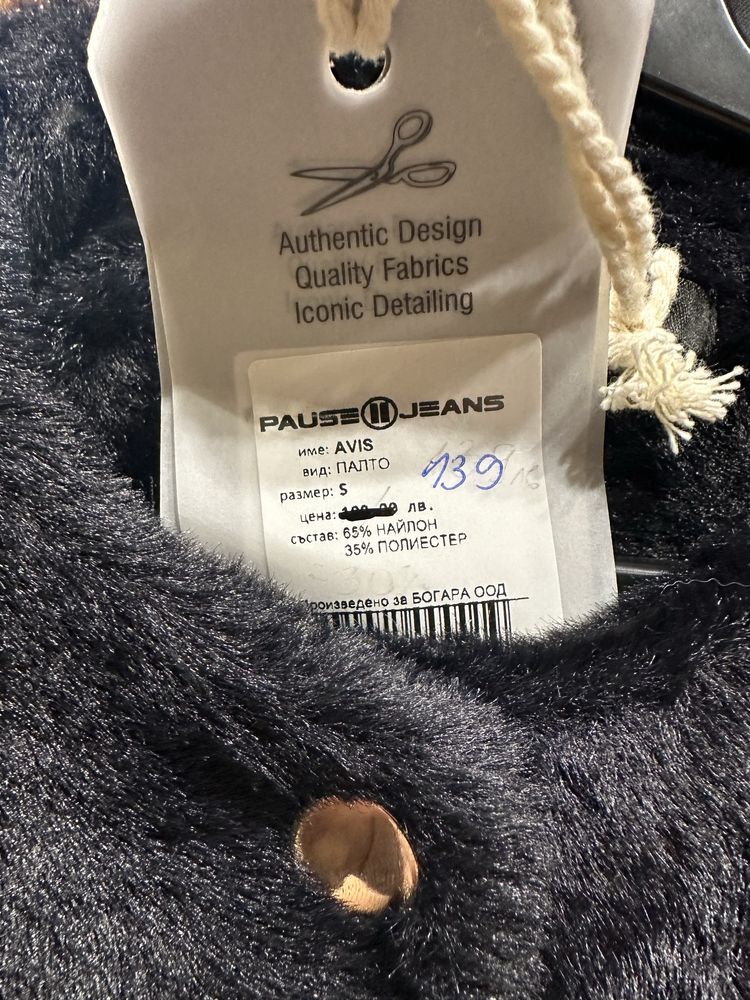 Authentic Design
Quality Fabrics
Iconic Detailing
PAUSE JEANS
име: AVIS
вид: ПАЛТО
139
размер: S
цена: лв.
състав: 65% НАЙЛОН
35% ПОЛИЕСТЕР
Произведено за БОГАРА ООД